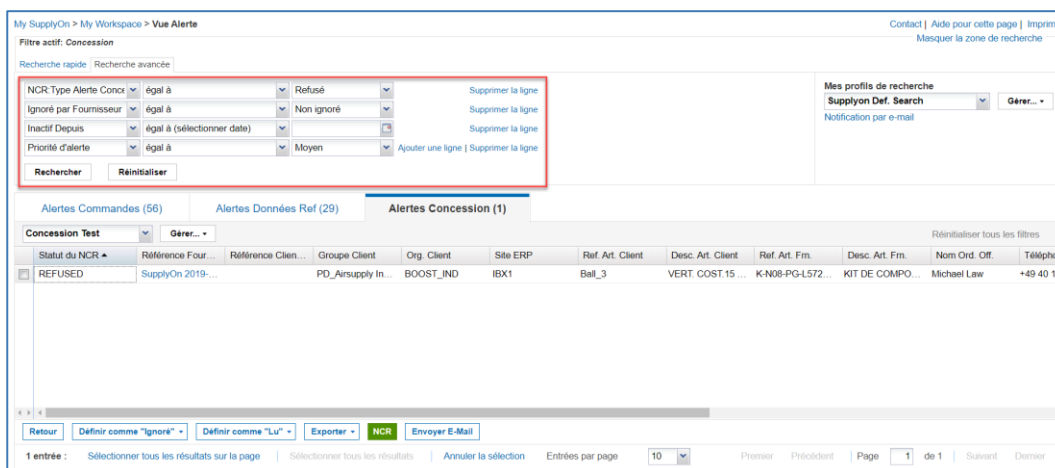 My SupplyOn > My Workspace > Vue Alerte
Contact | Aide pour cette page | Imprim
Filtre actif: Concession
Masquer la zone de recherche
Recherche rapide Recherche avancée
NCR:Type Alerte Conce égal à Refusé Supprimer la ligne
Ignoré par Fournisseur égal à Non ignoré Supprimer la ligne
Inactif Depuis égal à (sélectionner date) Supprimer la ligne
Priorité d'alerte égal à Moyen Ajouter une ligne | Supprimer la ligne
Rechercher Réinitialiser
Mes profils de recherche
Supplyon Def. Search Gérer...
Notification par e-mail
Alertes Commandes (56) Alertes Données Ref (29) Alertes Concession (1)
Concession Test Gérer... Réinitialiser tous les filtres
Statut du NCR Référence Four... Référence Clien... Groupe Client Org. Client Site ERP Ref. Art. Client Desc. Art. Client Ref. Art. Frn. Desc. Art. Frn. Nom Ord. Off. Télépho
REFUSED SupplyOn 2019-... PD_Airsupply In... BOOST_IND IBX1 Ball_3 VERT. COST.15 ... K-N08-PG-L572... KIT DE COMPO... Michael Law +49 40 1
Retour Définir comme "Ignoré" Définir comme "Lu" Exporter NCR Envoyer E-Mail
1 entrée : Sélectionner tous les résultats sur la page | Sélectionner tous les résultats | Annuler la sélection Entrées par page 10 Premier Précédent | Page 1 de 1 | Suivant Dernier